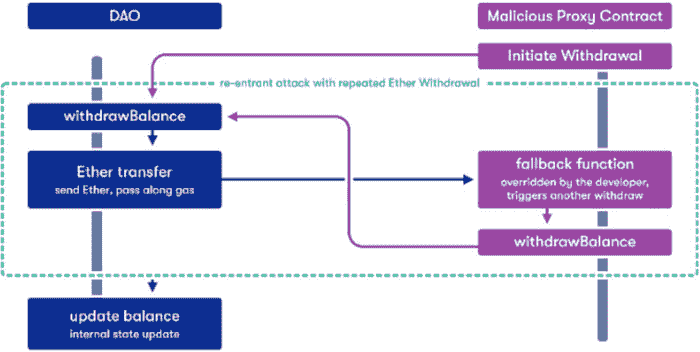 DAO
Malicious Proxy Contract
Initiate Withdrawal
re-entrant attack with repeated Ether Withdrawal
withdrawBalance
Ether transfer
send Ether, pass along gas
fallback function
overridden by the developer,
triggers another withdraw
withdrawBalance
update balance
internal state update